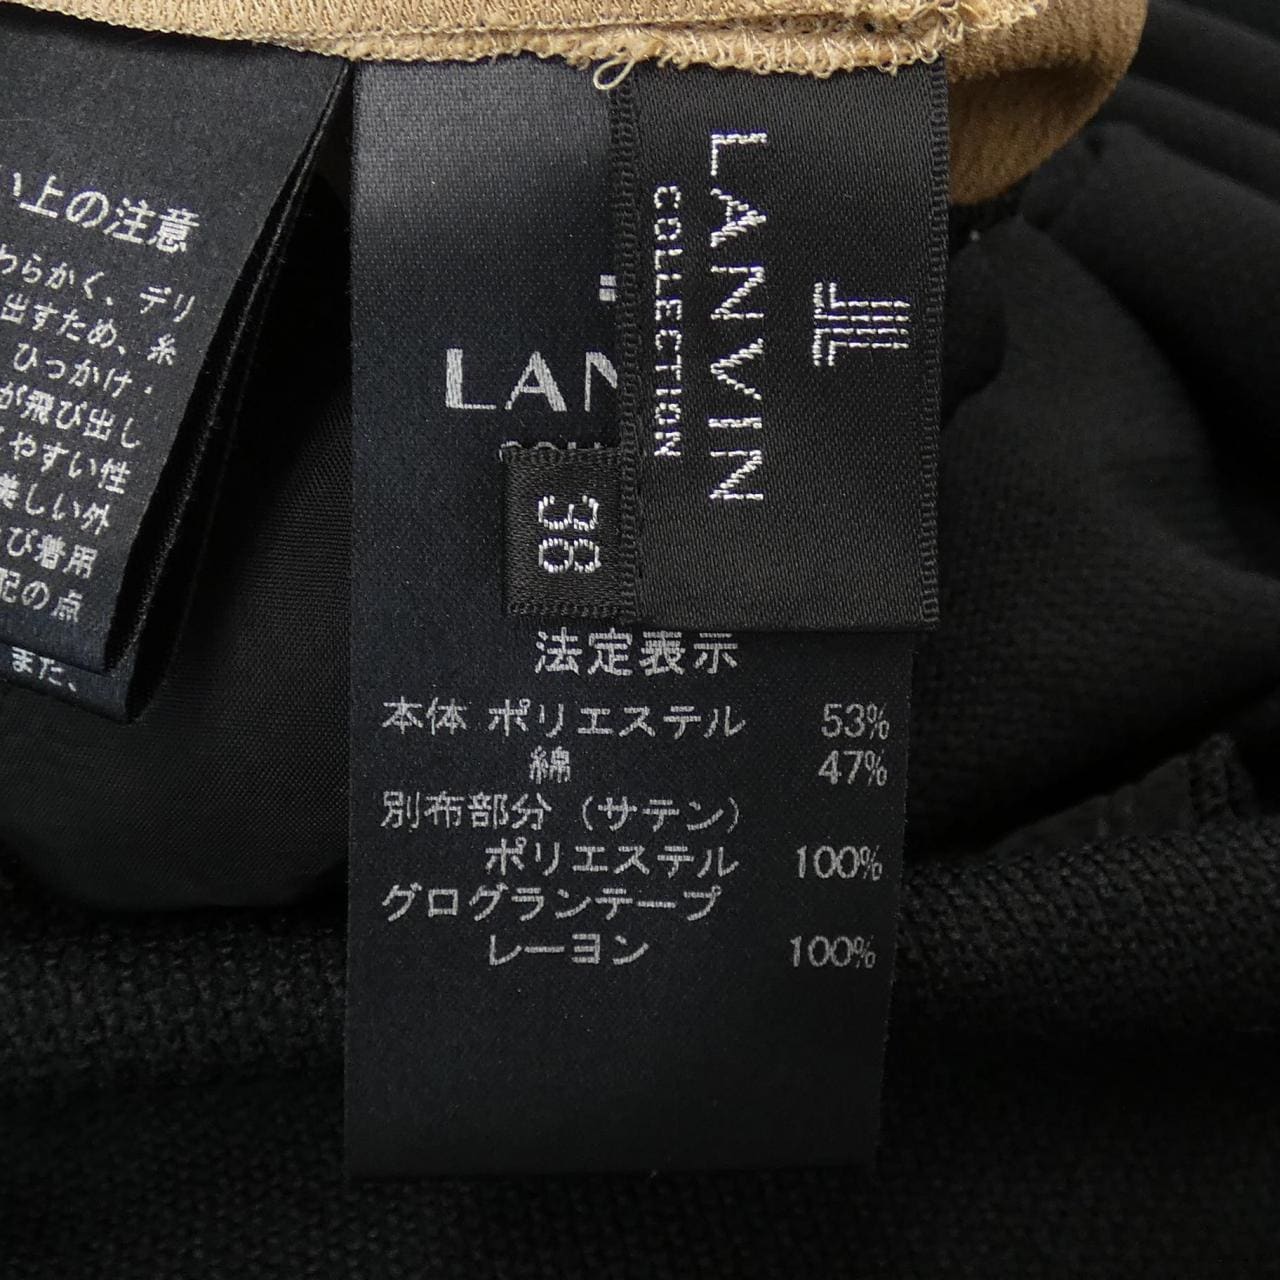 い上の注意
わらかく、デリ
出すため、糸
ひっかけ・
が飛び出し
やすい性
美しい外
び着用
記の点
また、
LAN
38
LANVIN
COLLECTION
法定表示
本体 ポリエステル 53%
綿 47%
別布部分（サテン）
ポリエステル 100%
グログランテープ
レーヨン 100%